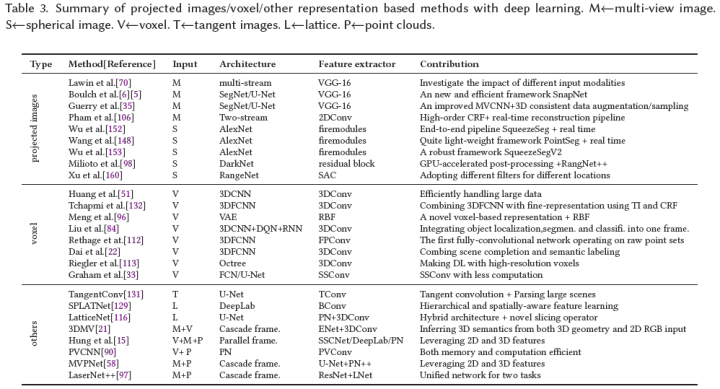 Table 3. Summary of projected images/voxel/other representation based methods with deep learning. M←multi-view image.
S←spherical image. V←voxel. T←tangent images. L←lattice. P←point clouds.
Type Method[Reference] Input Architecture Feature extractor Contribution
projected images
Lawin et al.[70] M multi-stream VGG-16 Investigate the impact of different input modalities
Boulch et al.[6][5] M SegNet/U-Net VGG-16 An new and efficient framework SnapNet
Guerry et al.[35] M SegNet/U-Net VGG-16 An improved MVCNN+3D consistent data augmentation/sampling
Pham et al.[106] M Two-stream 2DConv High-order CRF+ real-time reconstruction pipeline
Wu et al.[152] S AlexNet firemodules End-to-end pipeline SqueezeSeg + real time
Wang et al.[148] S AlexNet firemodules Quite light-weight framework PointSeg + real time
Wu et al.[153] S AlexNet firemodules A robust framework SqueezeSegV2
Milioto et al.[98] S DarkNet residual block GPU-accelerated post-processing +RangNet++
Xu et al.[160] S RangeNet SAC Adopting different filters for different locations
voxel
Huang et al.[51] V 3DCNN 3DConv Efficiently handling large data
Tchapmi et al.[132] V 3DFCNN 3DConv Combining 3DFCNN with fine-representation using TI and CRF
Meng et al.[96] V VAE RBF A novel voxel-based representation + RBF
Liu et al.[84] V 3DCNN+DQN+RNN 3DConv Integrating object localization,segmen. and classifi. into one frame.
Rethage et al.[112] V 3DFCNN FPConv The first fully-convolutional network operating on raw point sets
Dai et al.[22] V 3DFCNN 3DConv Combing scene completion and semantic labeling
Riegler et al.[113] V Octree 3DConv Making DL with high-resolution voxels
Graham et al.[33] V FCN/U-Net SSConv SSConv with less computation
others
TangentConv[131] T U-Net TConv Tangent convolution + Parsing large scenes
SPLATNet[129] L DeepLab BConv Hierarchical and spatially-aware feature learning
LatticeNet[116] L U-Net PN+3DConv Hybrid architecture + novel slicing operator
3DMV[21] M+V Cascade frame. ENet+3DConv Inferring 3D semantics from both 3D geometry and 2D RGB input
Hung et al.[15] V+M+P Parallel frame. SSCNet/DeepLab/PN Leveraging 2D and 3D features
PVCNN[90] V+ P PN PVConv Both memory and computation efficient
MVPNet[58] M+P Cascade frame. U-Net+PN++ Leveraging 2D and 3D features
LaserNet++[97] M+P Cascade frame. ResNet+LNet Unified network for two tasks